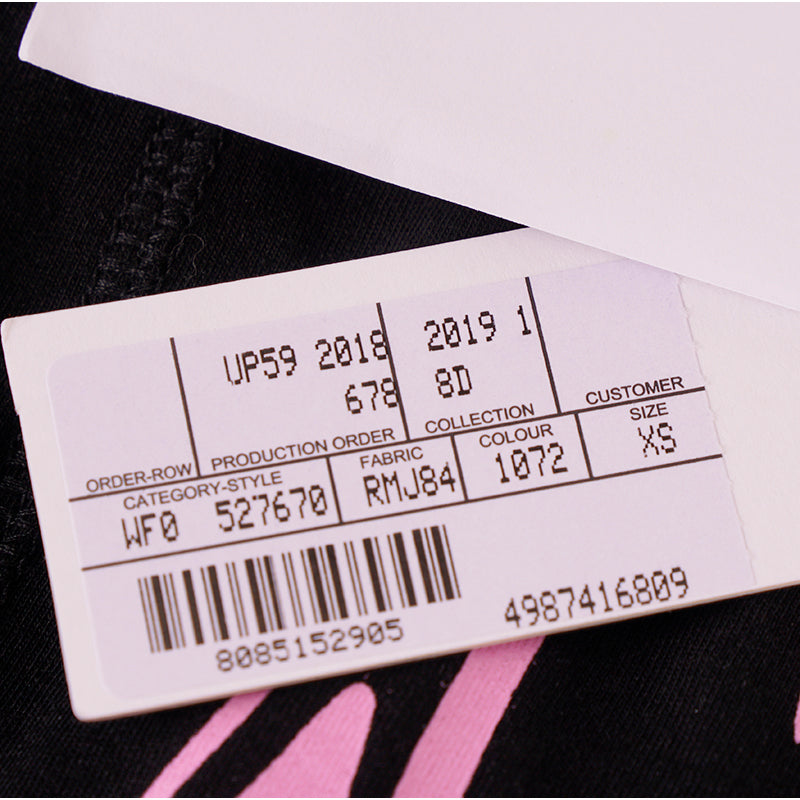 UP59 2018
678
2019 1
8D
ORDER-ROW
PRODUCTION ORDER
COLLECTION
CUSTOMER
CATEGORY-STYLE
WF0 527670
FABRIC
RMJ84
COLOUR
1072
SIZE
XS
8085152905
4987416809